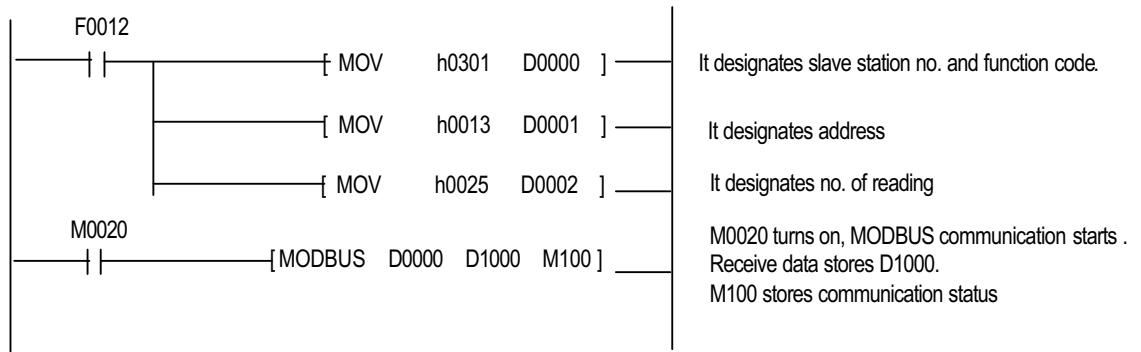 F0012
[ MOV h0301 D0000 ] It designates slave station no. and function code.
[ MOV h0013 D0001 ] It designates address
[ MOV h0025 D0002 ] It designates no. of reading
M0020
[ MODBUS D0000 D1000 M100 ] M0020 turns on, MODBUS communication starts .
Receive data stores D1000.
M100 stores communication status